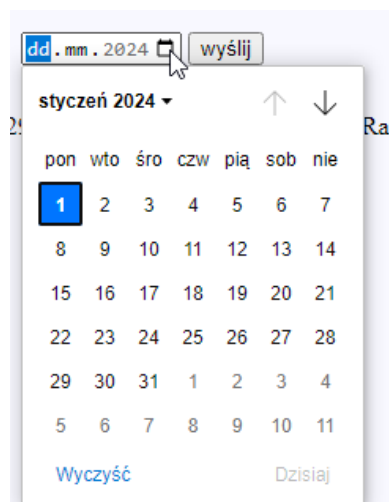 dd.mm.2024 wyślij
styczeń 2024
pon wto śro czw pią sob nie
1 2 3 4 5 6 7
8 9 10 11 12 13 14
15 16 17 18 19 20 21
22 23 24 25 26 27 28
29 30 31 1 2 3 4
5 6 7 8 9 10 11
Wyczyść Dzisiaj